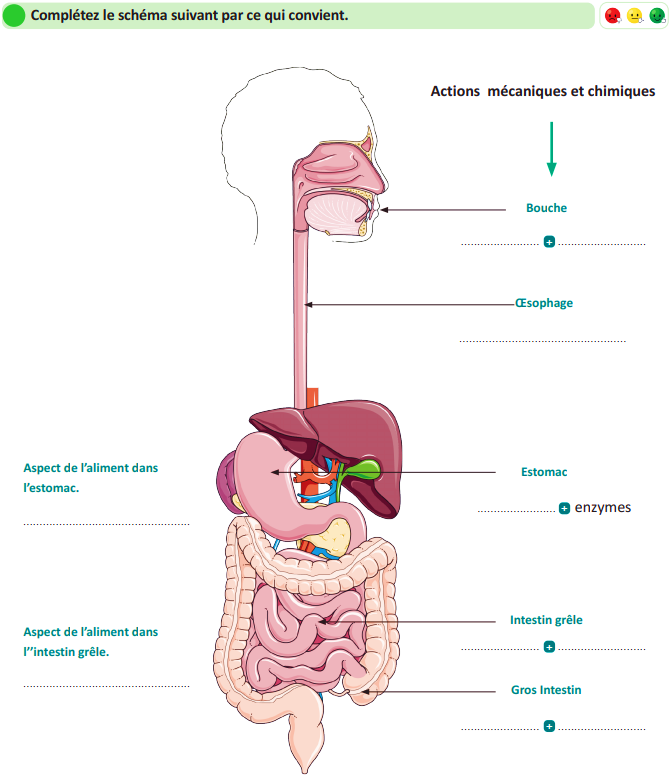 Complétez le schéma suivant par ce qui convient.
Actions mécaniques et chimiques
Bouche
........................ + ...........................
Œsophage
...................................................
Aspect de l'aliment dans
l'estomac.
...................................................
Estomac
........................ + enzymes
Aspect de l'aliment dans
l''intestin grêle.
...................................................
Intestin grêle
........................ + ...........................
Gros Intestin
........................ + ...........................